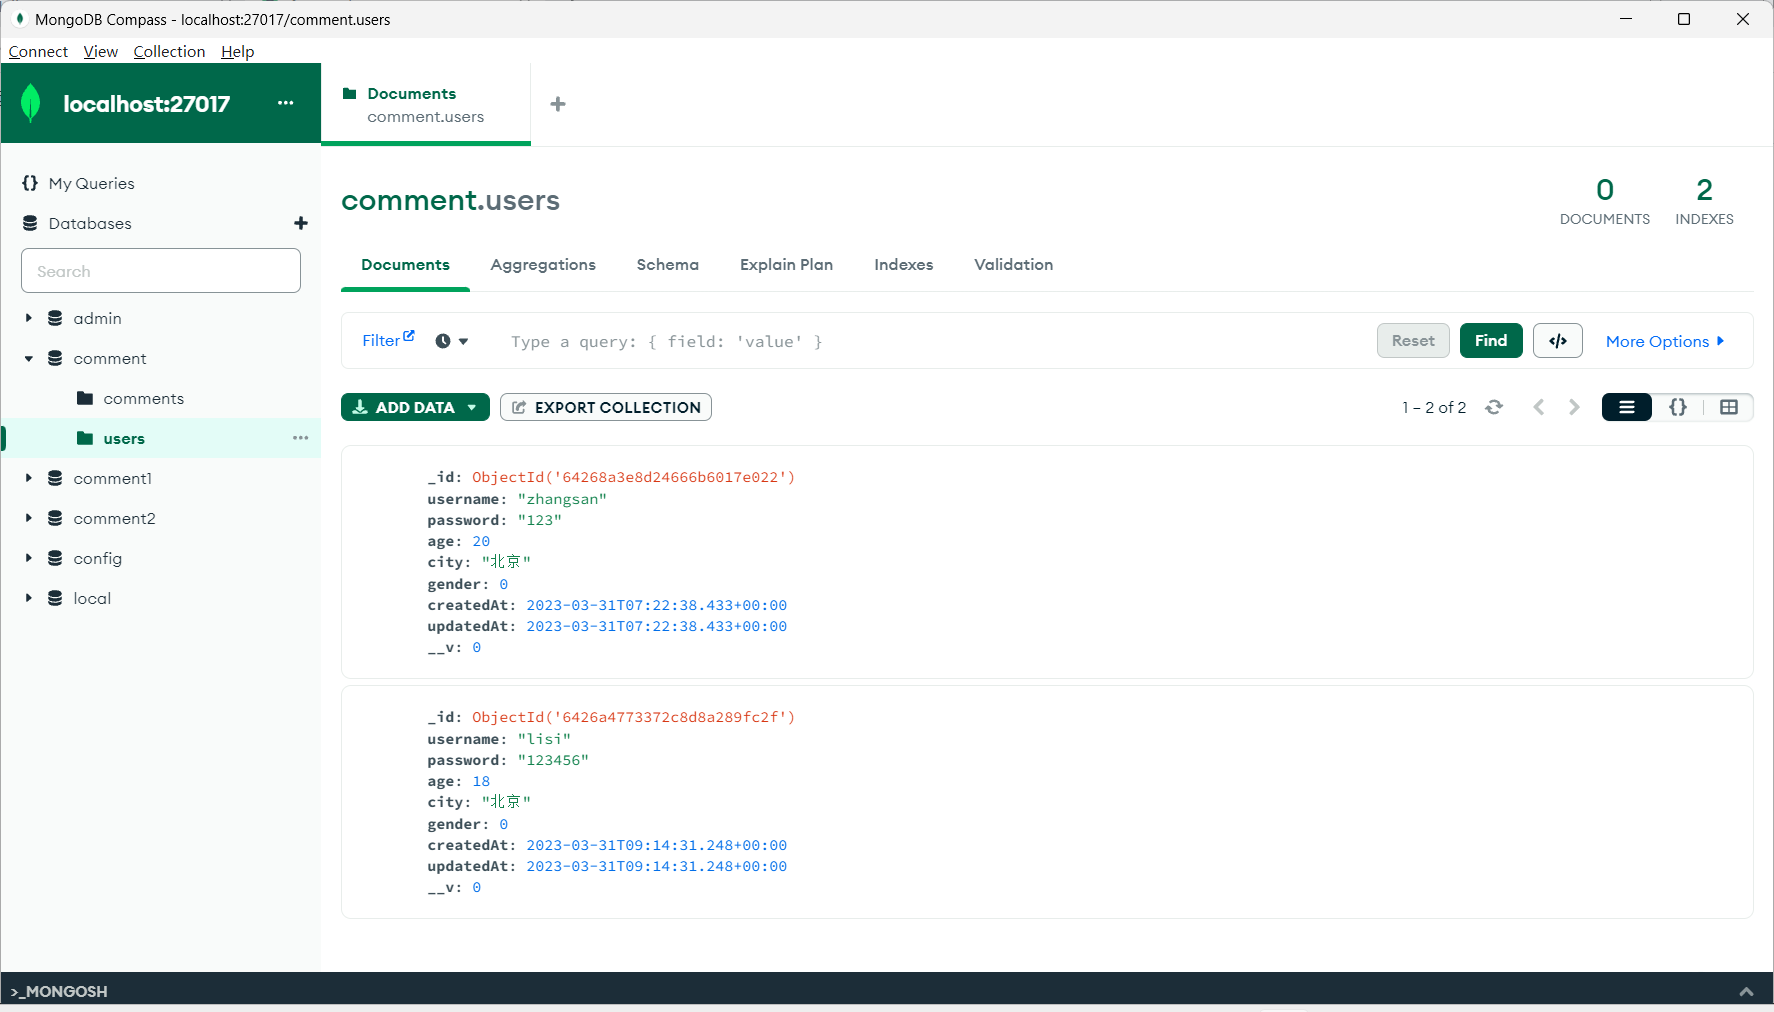 MongoDB Compass - localhost:27017/comment.users
Connect View Collection Help
localhost:27017
Documents
comment.users
My Queries
Databases
Search
admin
comment
comments
users
comment1
comment2
config
local
comment.users
0
DOCUMENTS
2
INDEXES
Documents Aggregations Schema Explain Plan Indexes Validation
Filter Type a query: { field: 'value' } Reset Find </> More Options
ADD DATA EXPORT COLLECTION 1 – 2 of 2 {}
_id: ObjectId('64268a3e8d24666b6017e022')
username: "zhangsan"
password: "123"
age: 20
city: "北京"
gender: 0
createdAt: 2023-03-31T07:22:38.433+00:00
updatedAt: 2023-03-31T07:22:38.433+00:00
__v: 0
_id: ObjectId('6426a4773372c8d8a289fc2f')
username: "lisi"
password: "123456"
age: 18
city: "北京"
gender: 0
createdAt: 2023-03-31T09:14:31.248+00:00
updatedAt: 2023-03-31T09:14:31.248+00:00
__v: 0
>_MONGOSH